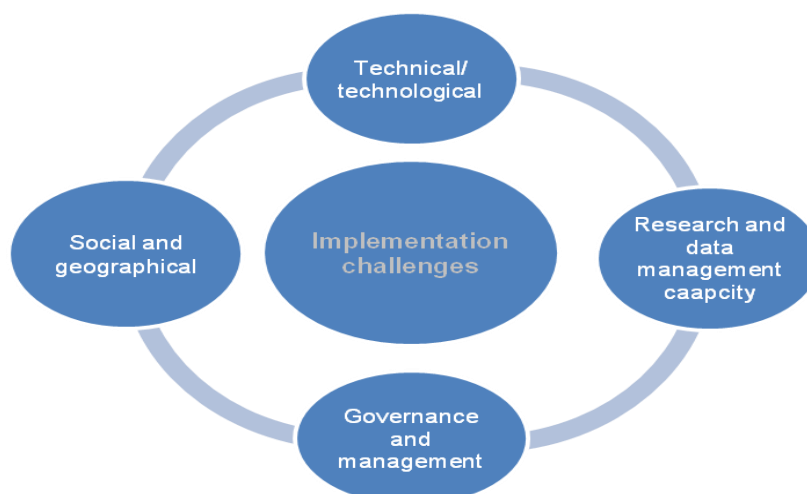 Technical/
technological
Social and
geographical
Implementation
challenges
Research and
data
management
caapcity
Governance
and
management